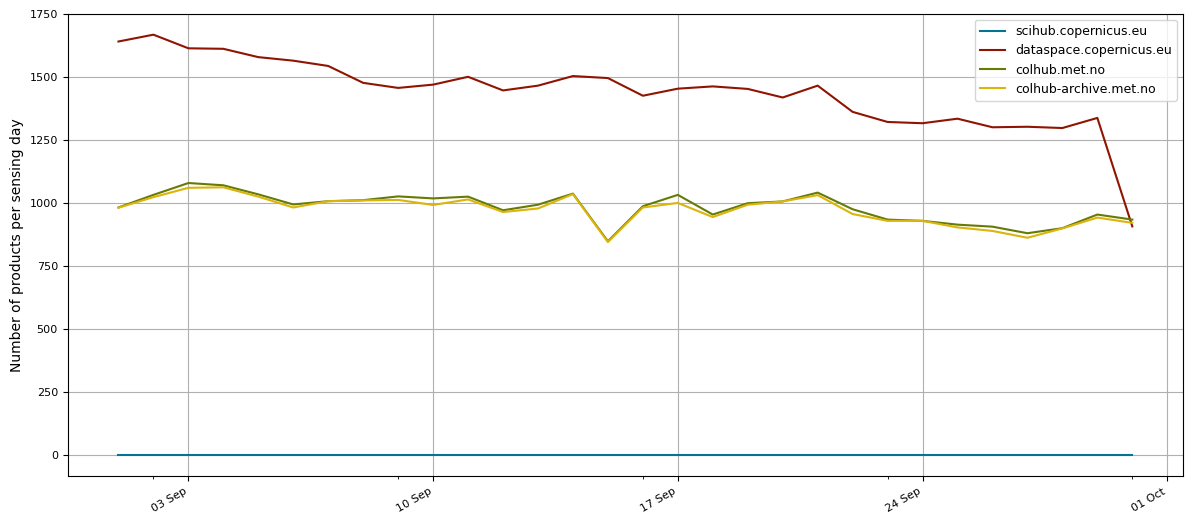 Number of products per sensing day
1750
1500
1250
1000
750
500
250
0
scihub.copernicus.eu
dataspace.copernicus.eu
colhub.met.no
colhub-archive.met.no
03 Sep
10 Sep
17 Sep
24 Sep
01 Oct